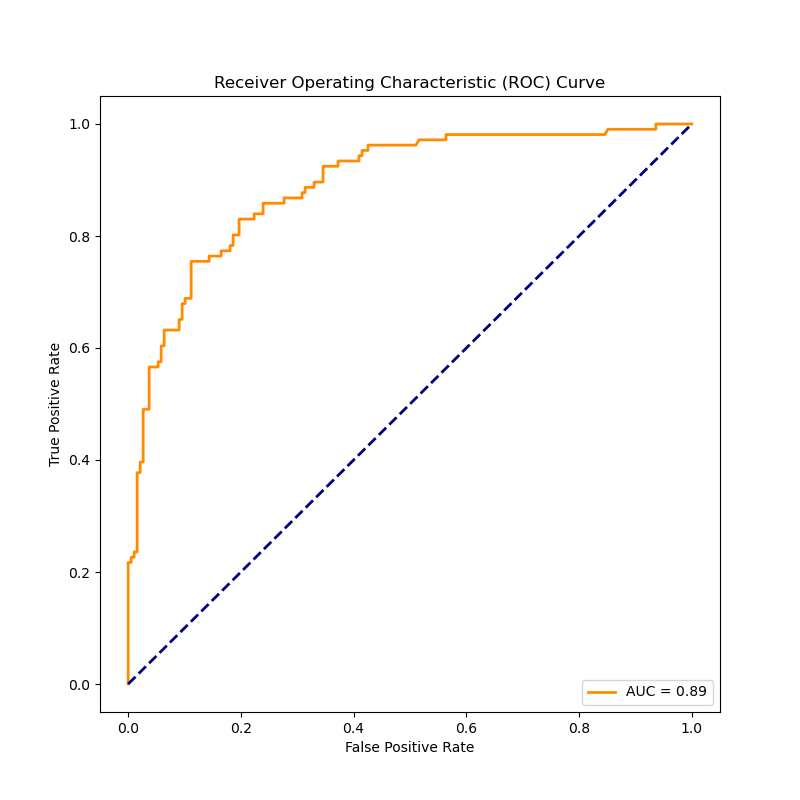 Receiver Operating Characteristic (ROC) Curve
1.0
0.8
0.6
0.4
0.2
0.0
True Positive Rate
AUC = 0.89
0.0 0.2 0.4 0.6 0.8 1.0
False Positive Rate